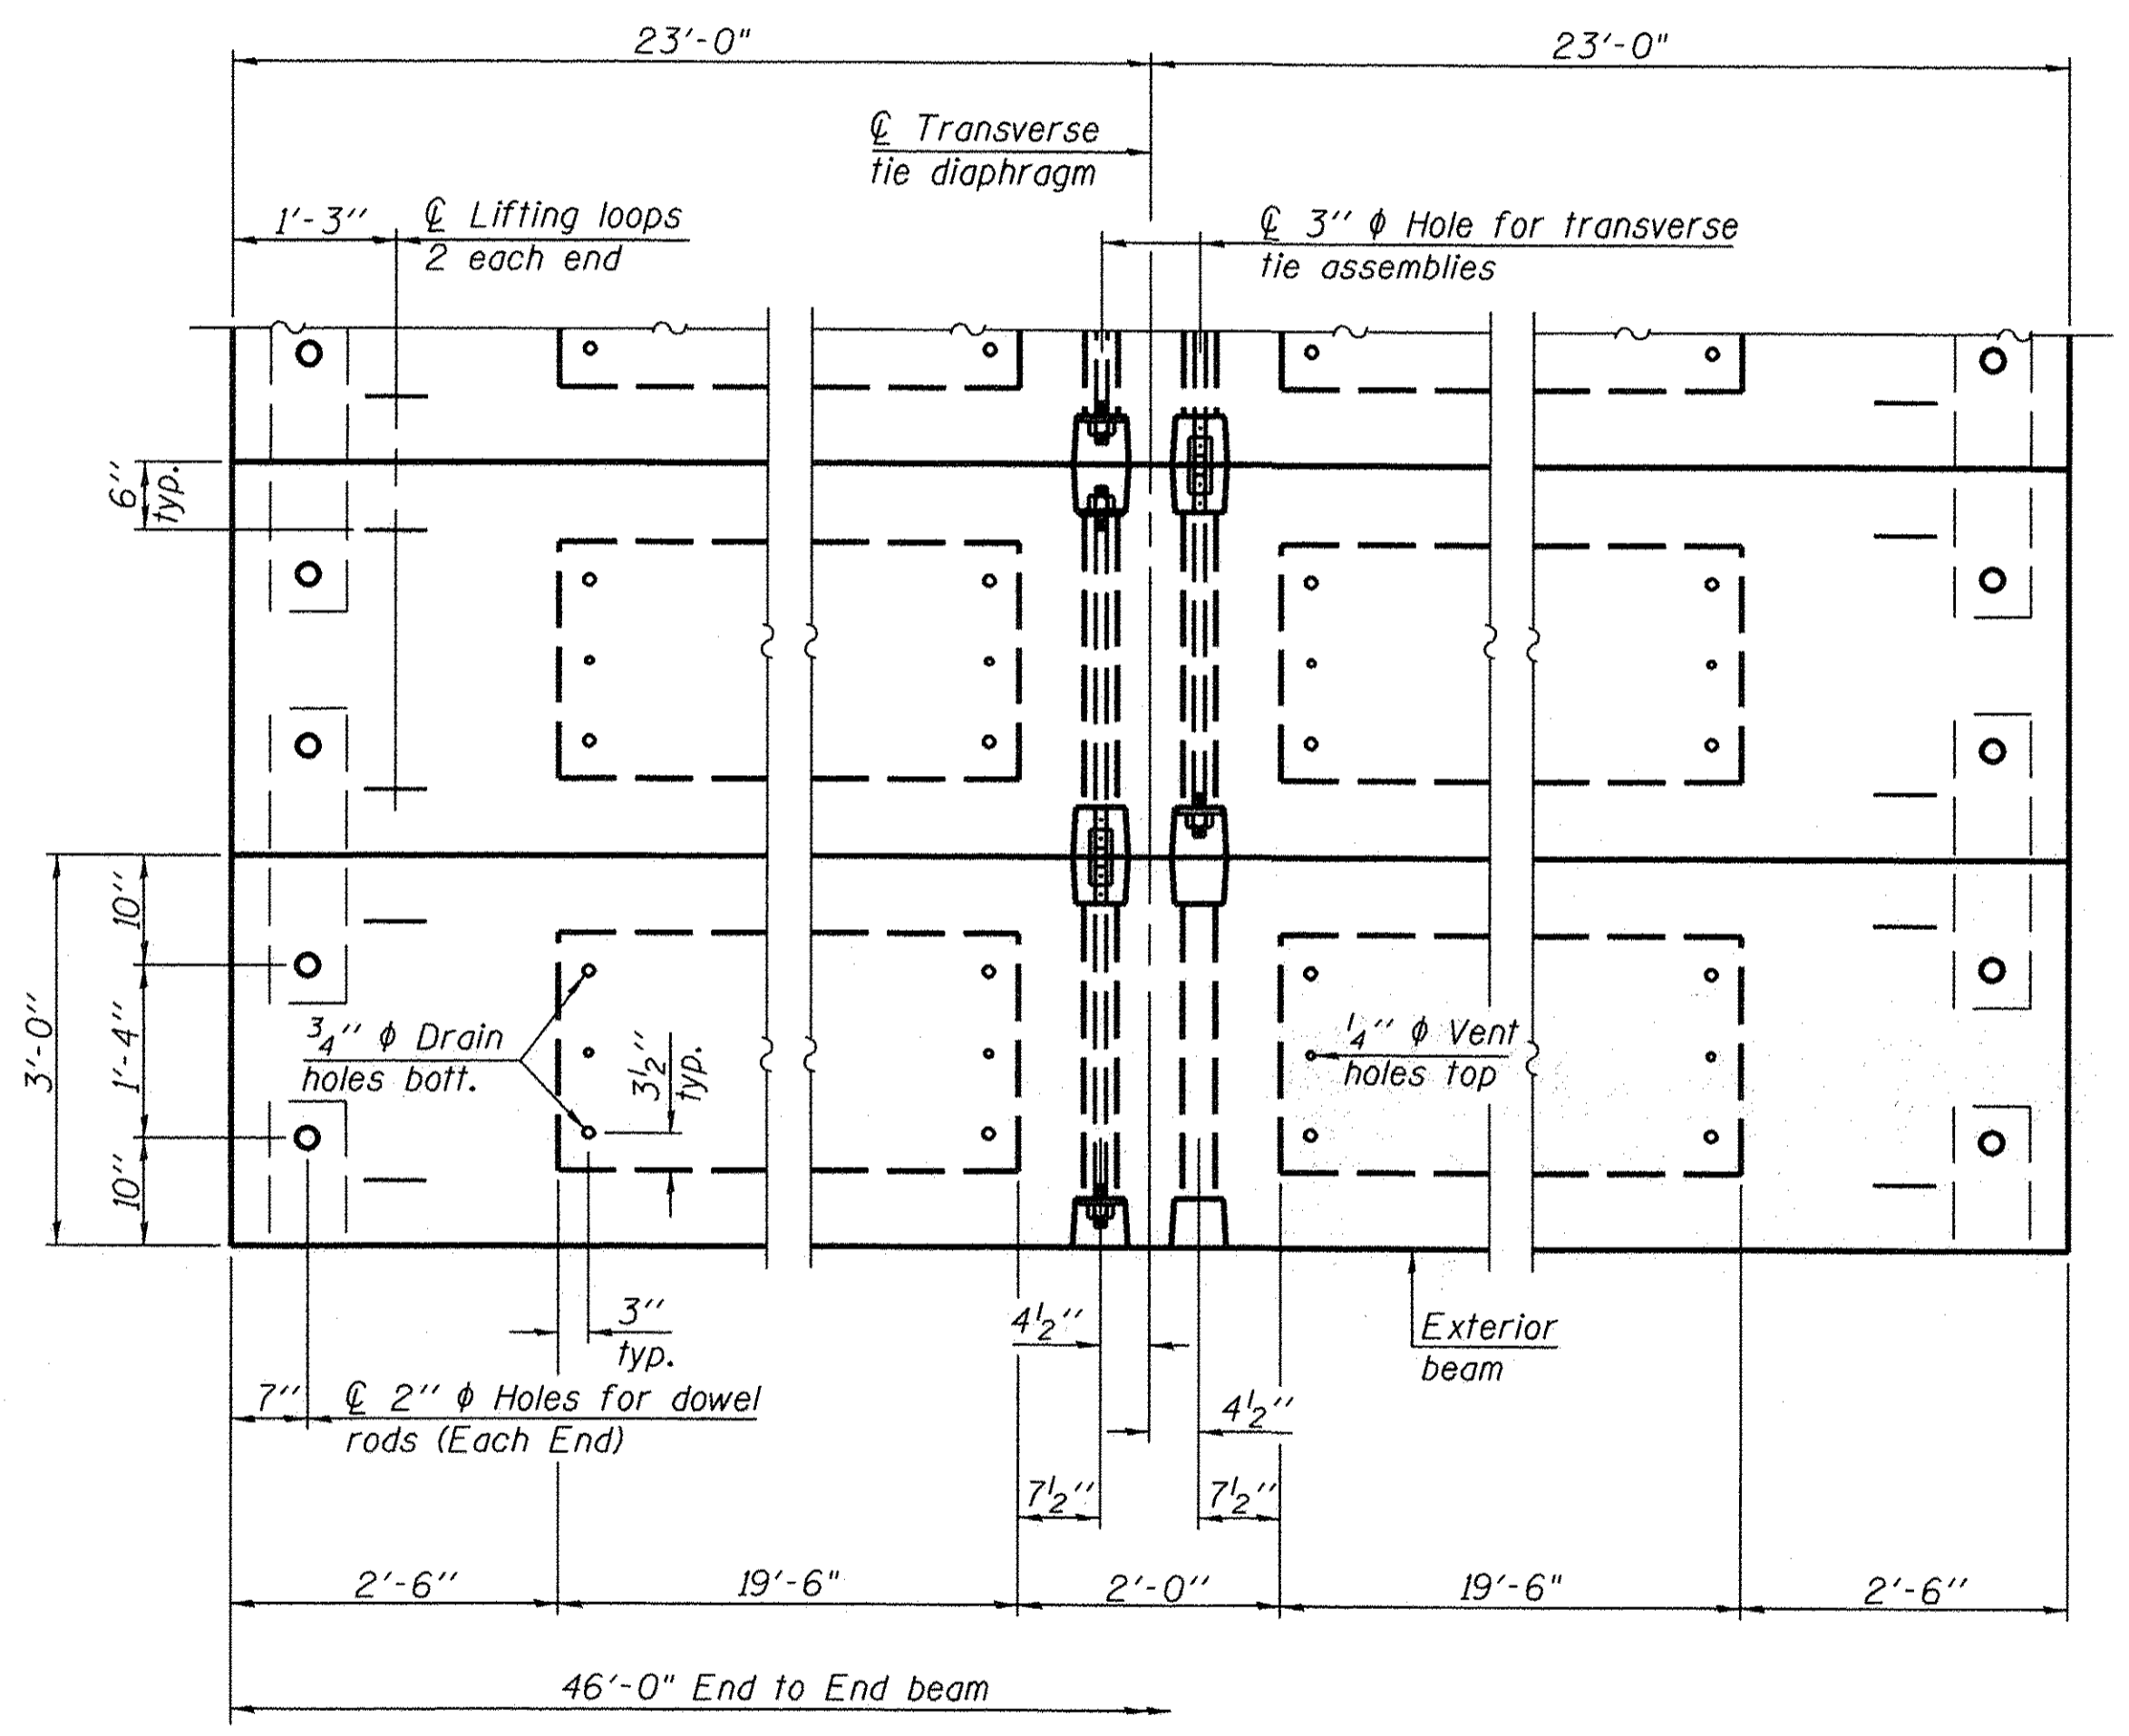 23'-0"
23'-0"
℄ Transverse
tie diaphragm
1'-3"
℄ Lifting loops
2 each end
℄ 3" ϕ Hole for transverse
tie assemblies
6"
typ.
3'-0"
10"
1'-4"
10"
3/4" ϕ Drain
holes bott.
3 1/2"
typ.
1/4" ϕ Vent
holes top
3"
typ.
4 1/2"
Exterior
beam
7"
℄ 2" ϕ Holes for dowel
rods (Each End)
4 1/2"
7 1/2"
7 1/2"
2'-6"
19'-6"
2'-0"
19'-6"
2'-6"
46'-0" End to End beam